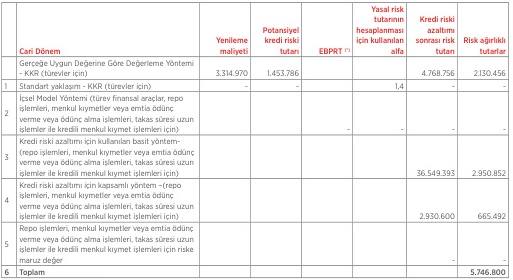 Cari Dönem Yenileme maliyeti Potansiyel kredi riski tutarı EBPRT (*) Yasal risk tutarının hesaplanması için kullanılan alfa Kredi riski azaltımı sonrası risk tutarı Risk ağırlıklı tutarlar
Gerçeğe Uygun Değerine Göre Değerleme Yöntemi
- KKR (türevler için) 3.314.970 1.453.786 4.768.756 2.130.456
1 Standart yaklaşım - KKR (türevler için) - - 1,4 - -
İçsel Model Yöntemi (türev finansal araçlar, repo
işlemleri, menkul kıymetler veya emtia ödünç
2 verme veya ödünç alma işlemleri, takas süresi uzun
işlemler ile kredili menkul kıymet işlemleri için) - - - -
Kredi riski azaltımı için kullanılan basit yöntem-
3 (repo işlemleri, menkul kıymetler veya emtia ödünç
verme veya ödünç alma işlemleri, takas süresi uzun
işlemler ile kredili menkul kıymet işlemleri için) 36.549.393 2.950.852
Kredi riski azaltımı için kapsamlı yöntem –(repo
4 işlemleri, menkul kıymetler veya emtia ödünç
verme veya ödünç alma işlemleri, takas süresi uzun
işlemler ile kredili menkul kıymet işlemleri için) 2.930.600 665.492
Repo işlemleri, menkul kıymetler veya emtia ödünç
5 verme veya ödünç alma işlemleri, takas süresi uzun
işlemler ile kredili menkul kıymet işlemleri için riske
maruz değer - -
6 Toplam 5.746.800